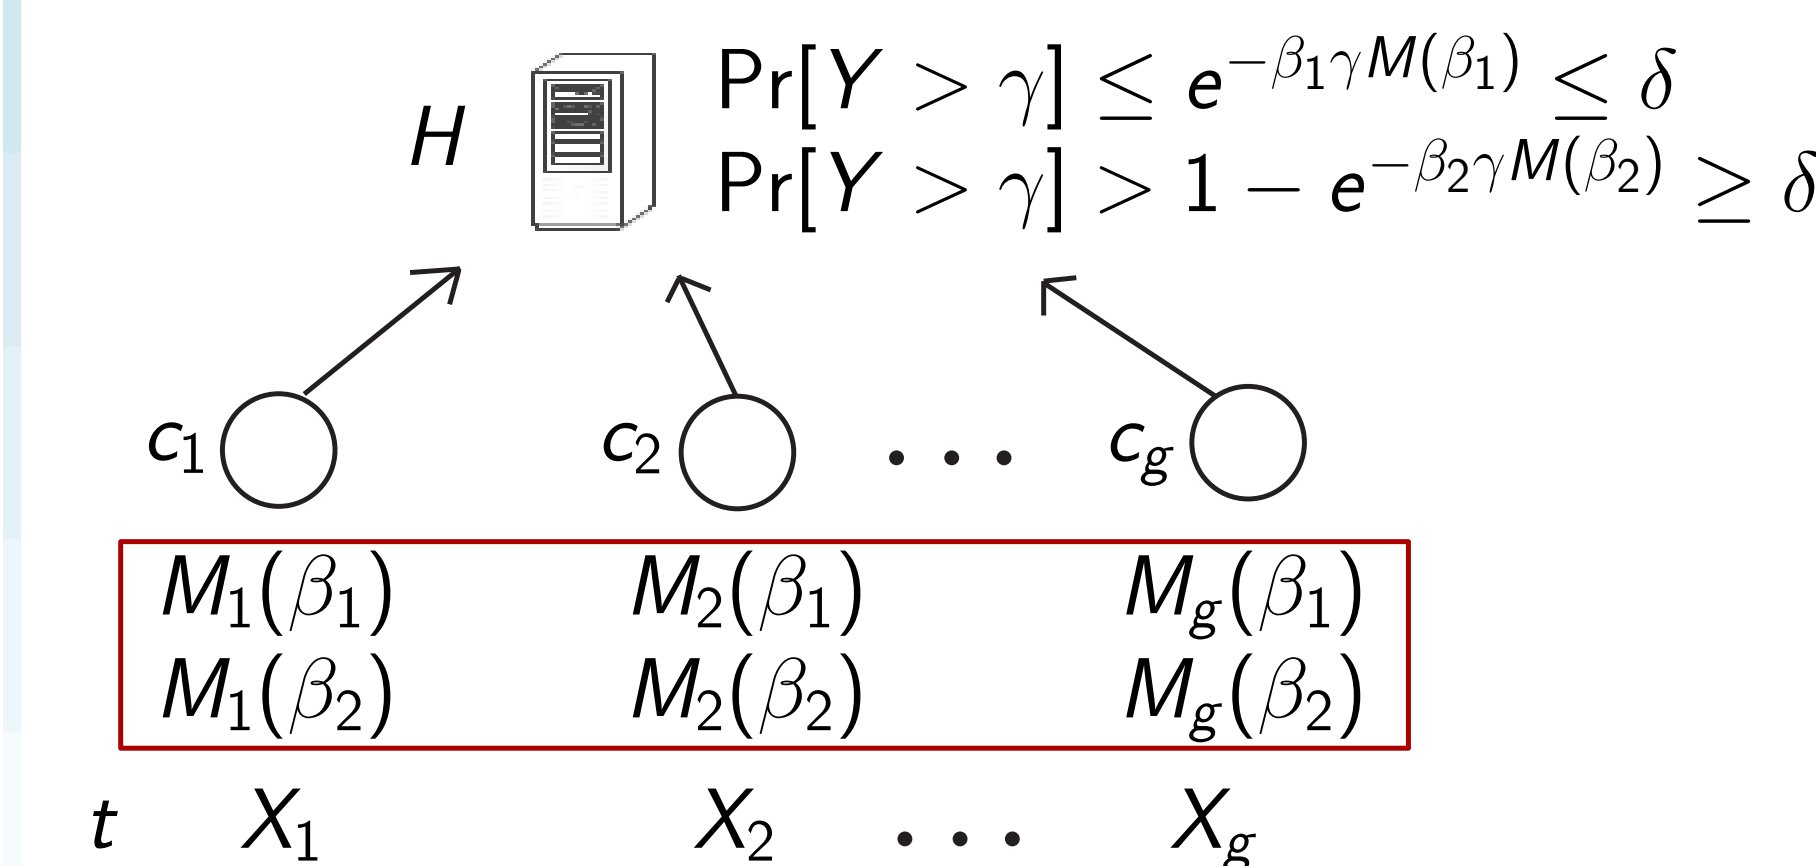 Pr[Y > γ] ≤ e^{−β₁γM(β₁)} ≤ δ
H
Pr[Y > γ] > 1 − e^{−β₂γM(β₂)} ≥ δ
c₁ c₂ ... c_g
M₁(β₁) M₂(β₁) M_g(β₁)
M₁(β₂) M₂(β₂) M_g(β₂)
t X₁ X₂ ... X_g